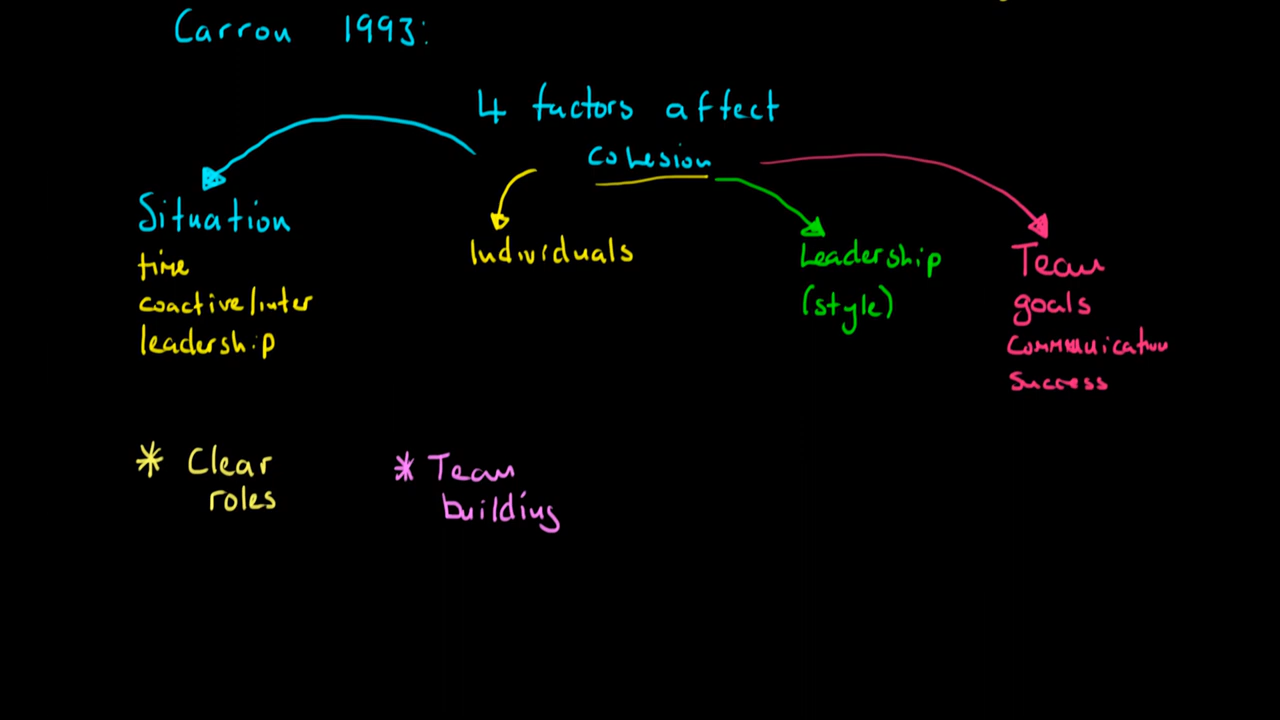 Carron 1993:
4 factors affect
cohesion
Situation
time
coactive/inter
leadership
Individuals
Leadership
(style)
Team
goals
communication
success
* Clear
roles
* Team
building